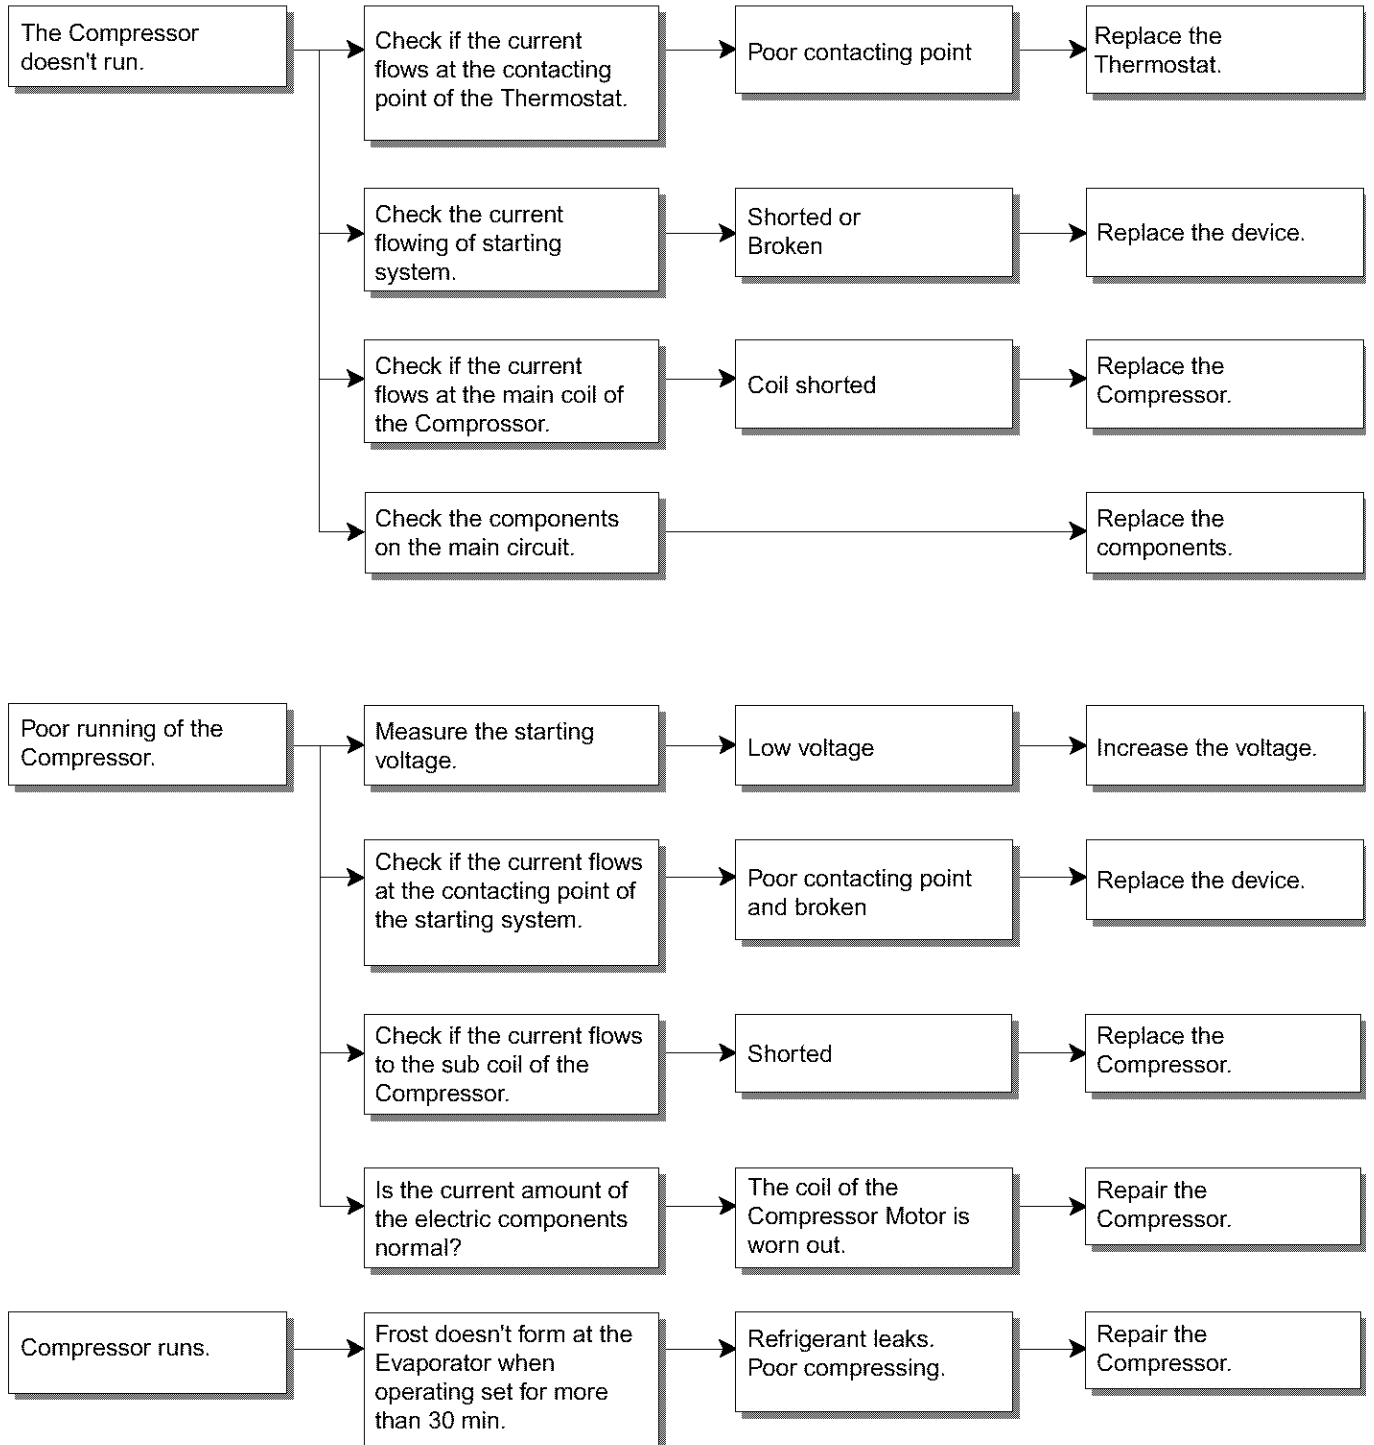 The Compressor
doesn't run.
Check if the current
flows at the contacting
point of the Thermostat.
Poor contacting point
Replace the
Thermostat.
Check the current
flowing of starting
system.
Shorted or
Broken
Replace the device.
Check if the current
flows at the main coil of
the Comprossor.
Coil shorted
Replace the
Compressor.
Check the components
on the main circuit.
Replace the
components.
Poor running of the
Compressor.
Measure the starting
voltage.
Low voltage
Increase the voltage.
Check if the current flows
at the contacting point of
the starting system.
Poor contacting point
and broken
Replace the device.
Check if the current flows
to the sub coil of the
Compressor.
Shorted
Replace the
Compressor.
Is the current amount of
the electric components
normal?
The coil of the
Compressor Motor is
worn out.
Repair the
Compressor.
Compressor runs.
Frost doesn't form at the
Evaporator when
operating set for more
than 30 min.
Refrigerant leaks.
Poor compressing.
Repair the
Compressor.